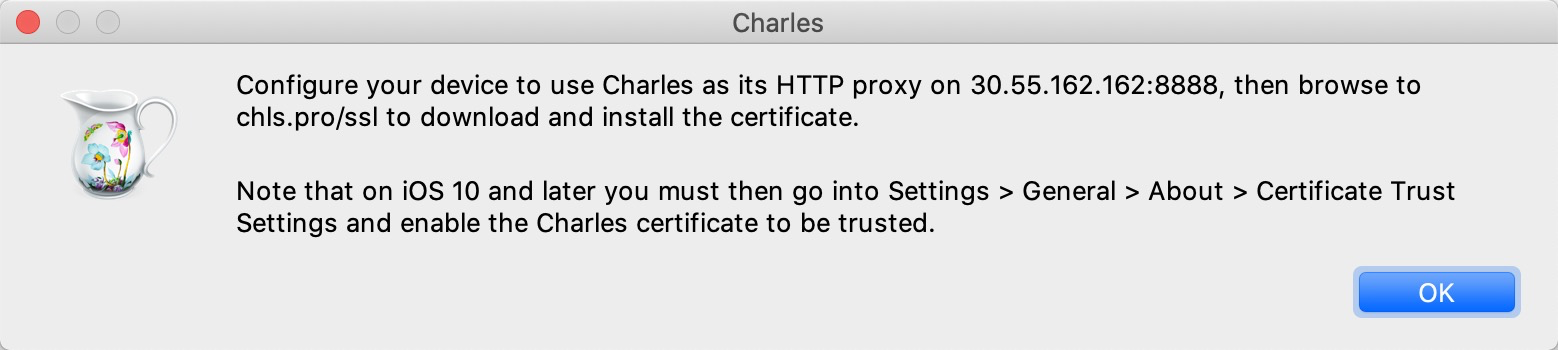 Charles
Configure your device to use Charles as its HTTP proxy on 30.55.162.162:8888, then browse to
chls.pro/ssl to download and install the certificate.
Note that on iOS 10 and later you must then go into Settings > General > About > Certificate Trust
Settings and enable the Charles certificate to be trusted.
OK